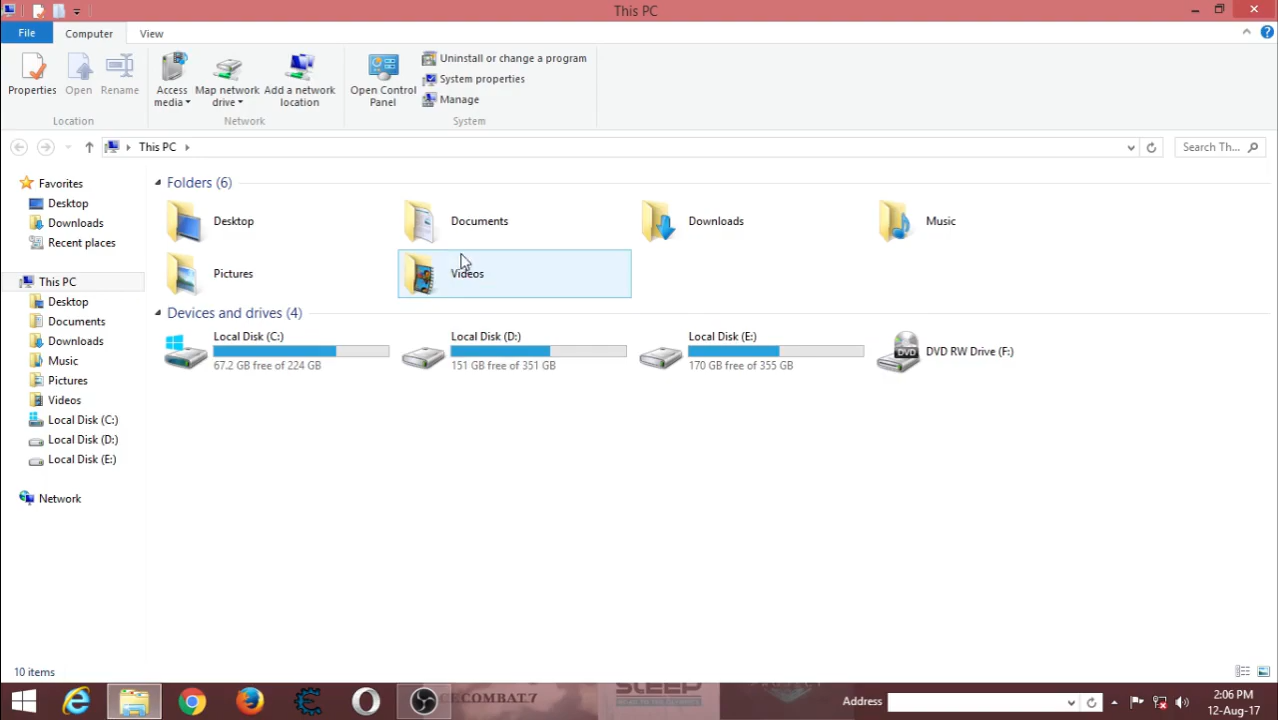 This PC
File
Computer
View
Properties
Open
Rename
Access media
Map network drive
Add a network location
Open Control Panel
Uninstall or change a program
System properties
Manage
Location
Network
System
This PC
Search Th...
Favorites
Desktop
Downloads
Recent places
This PC
Desktop
Documents
Downloads
Music
Pictures
Videos
Local Disk (C:)
Local Disk (D:)
Local Disk (E:)
Network
Folders (6)
Desktop
Documents
Downloads
Music
Pictures
Videos
Devices and drives (4)
Local Disk (C:)
67.2 GB free of 224 GB
Local Disk (D:)
151 GB free of 351 GB
Local Disk (E:)
170 GB free of 355 GB
DVD
DVD RW Drive (F:)
10 items
COMBAT 7
SLEEP
Address
2:06 PM
12-Aug-17